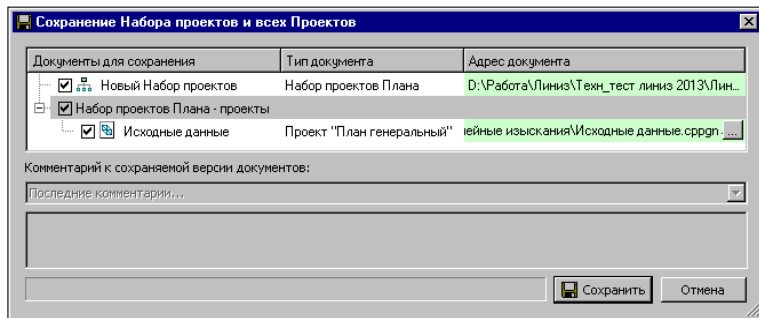 Сохранение Набора проектов и всех Проектов
Документы для сохранения Тип документа Адрес документа
Новый Набор проектов Набор проектов Плана D:\Работа\Линиз\Техн_тест линиз 2013\Лин...
Набор проектов Плана - проекты
Исходные данные Проект "План генеральный" нейные изыскания\Исходные данные.cppgn ...
Комментарий к сохраняемой версии документов:
Последние комментарии...
Сохранить Отмена